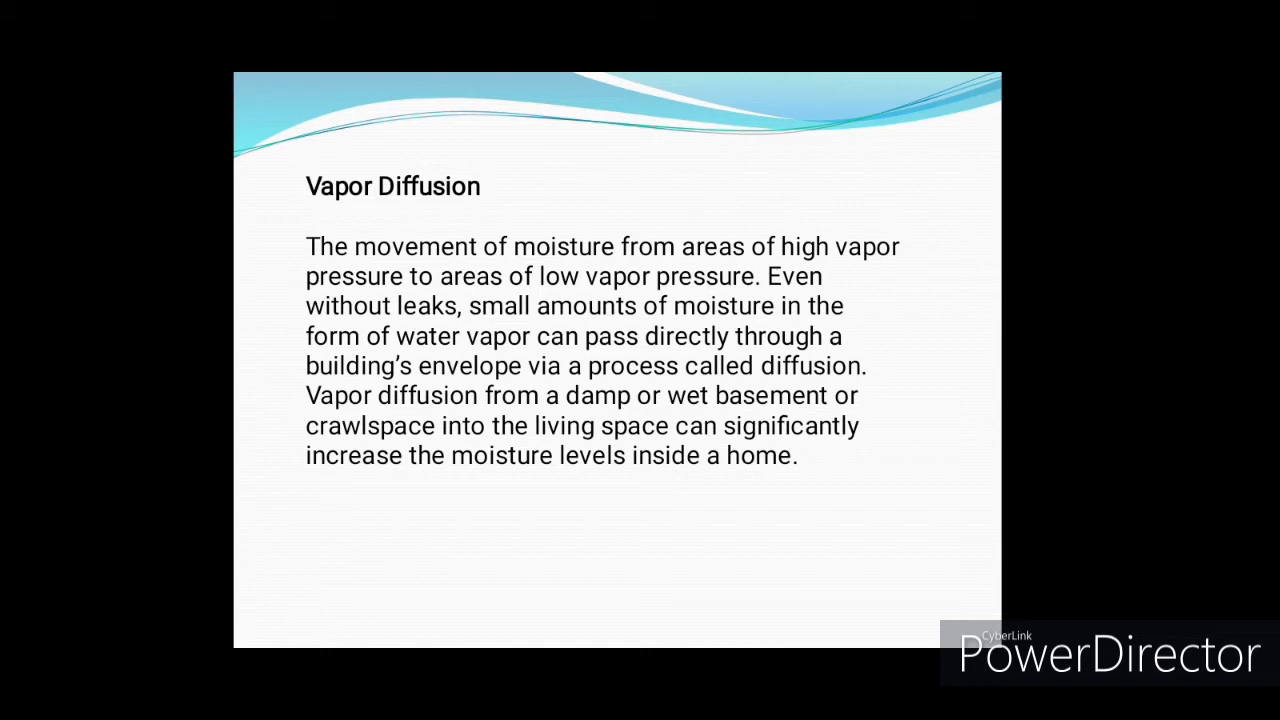 Vapor Diffusion
The movement of moisture from areas of high vapor
pressure to areas of low vapor pressure. Even
without leaks, small amounts of moisture in the
form of water vapor can pass directly through a
building’s envelope via a process called diffusion.
Vapor diffusion from a damp or wet basement or
crawlspace into the living space can significantly
increase the moisture levels inside a home.
CyberLink
PowerDirector